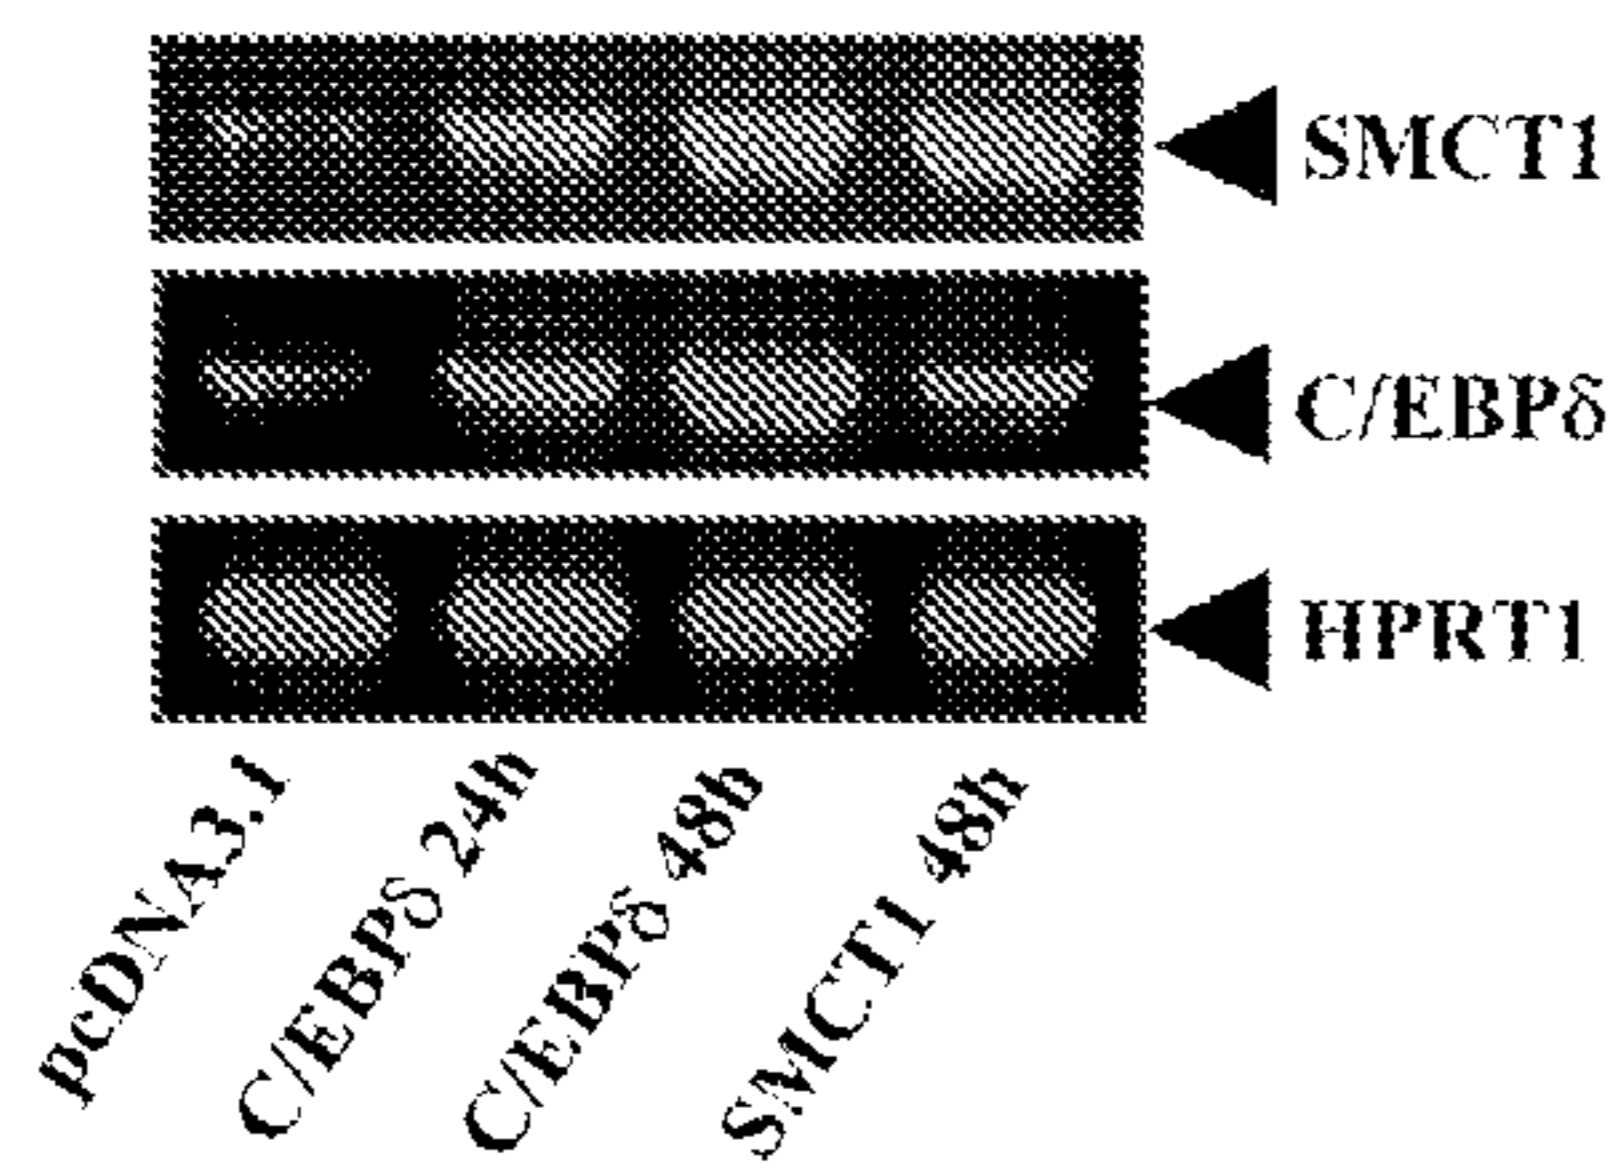 SMCT1
C/EBPδ
HPRT1
pcDNA3.1
C/EBPδ 24h
C/EBPδ 48h
SMCT1 48h